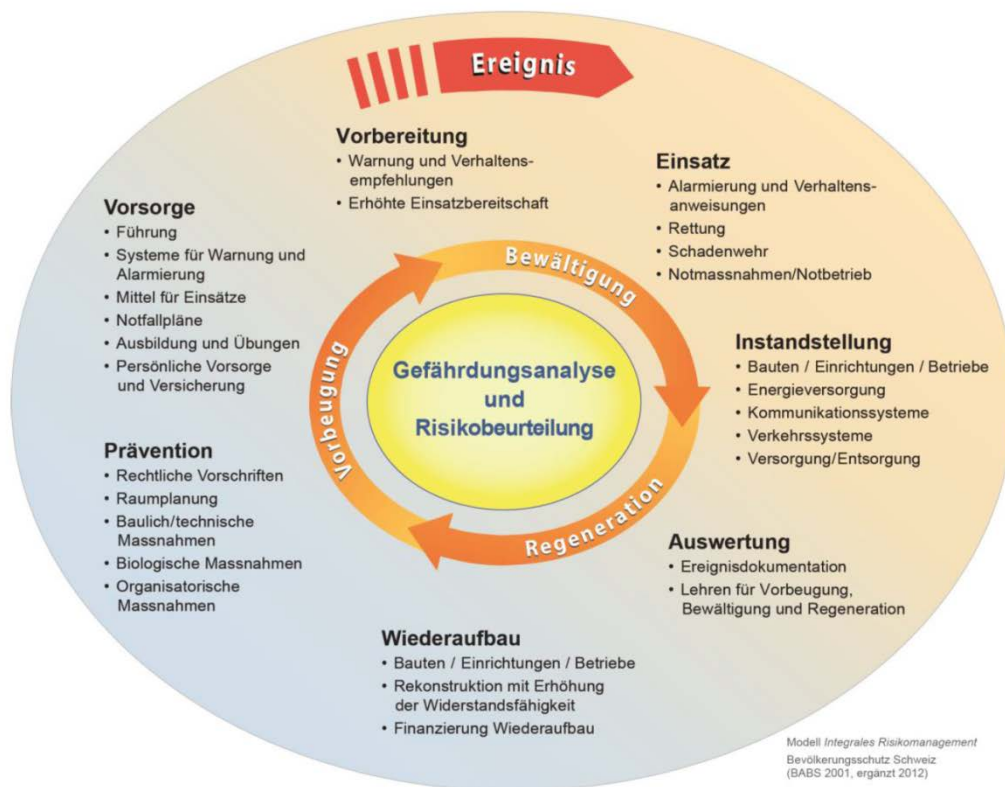 Ereignis
Vorbereitung
• Warnung und Verhaltens-
empfehlungen
• Erhöhte Einsatzbereitschaft
Einsatz
• Alarmierung und Verhaltens-
anweisungen
• Rettung
• Schadenwehr
• Notmassnahmen/Notbetrieb
Instandstellung
• Bauten / Einrichtungen / Betriebe
• Energieversorgung
• Kommunikationssysteme
• Verkehrssysteme
• Versorgung/Entsorgung
Auswertung
• Ereignisdokumentation
• Lehren für Vorbeugung,
Bewältigung und Regeneration
Wiederaufbau
• Bauten / Einrichtungen / Betriebe
• Rekonstruktion mit Erhöhung
der Widerstandsfähigkeit
• Finanzierung Wiederaufbau
Prävention
• Rechtliche Vorschriften
• Raumplanung
• Baulich/technische
Massnahmen
• Biologische Massnahmen
• Organisatorische
Massnahmen
Vorsorge
• Führung
• Systeme für Warnung und
Alarmierung
• Mittel für Einsätze
• Notfallpläne
• Ausbildung und Übungen
• Persönliche Vorsorge
und Versicherung
Bewältigung
Regeneration
Vorbeugung
Gefährdungsanalyse
und
Risikobeurteilung
Modell Integrales Risikomanagement
Bevölkerungsschutz Schweiz
(BABS 2001, ergänzt 2012)